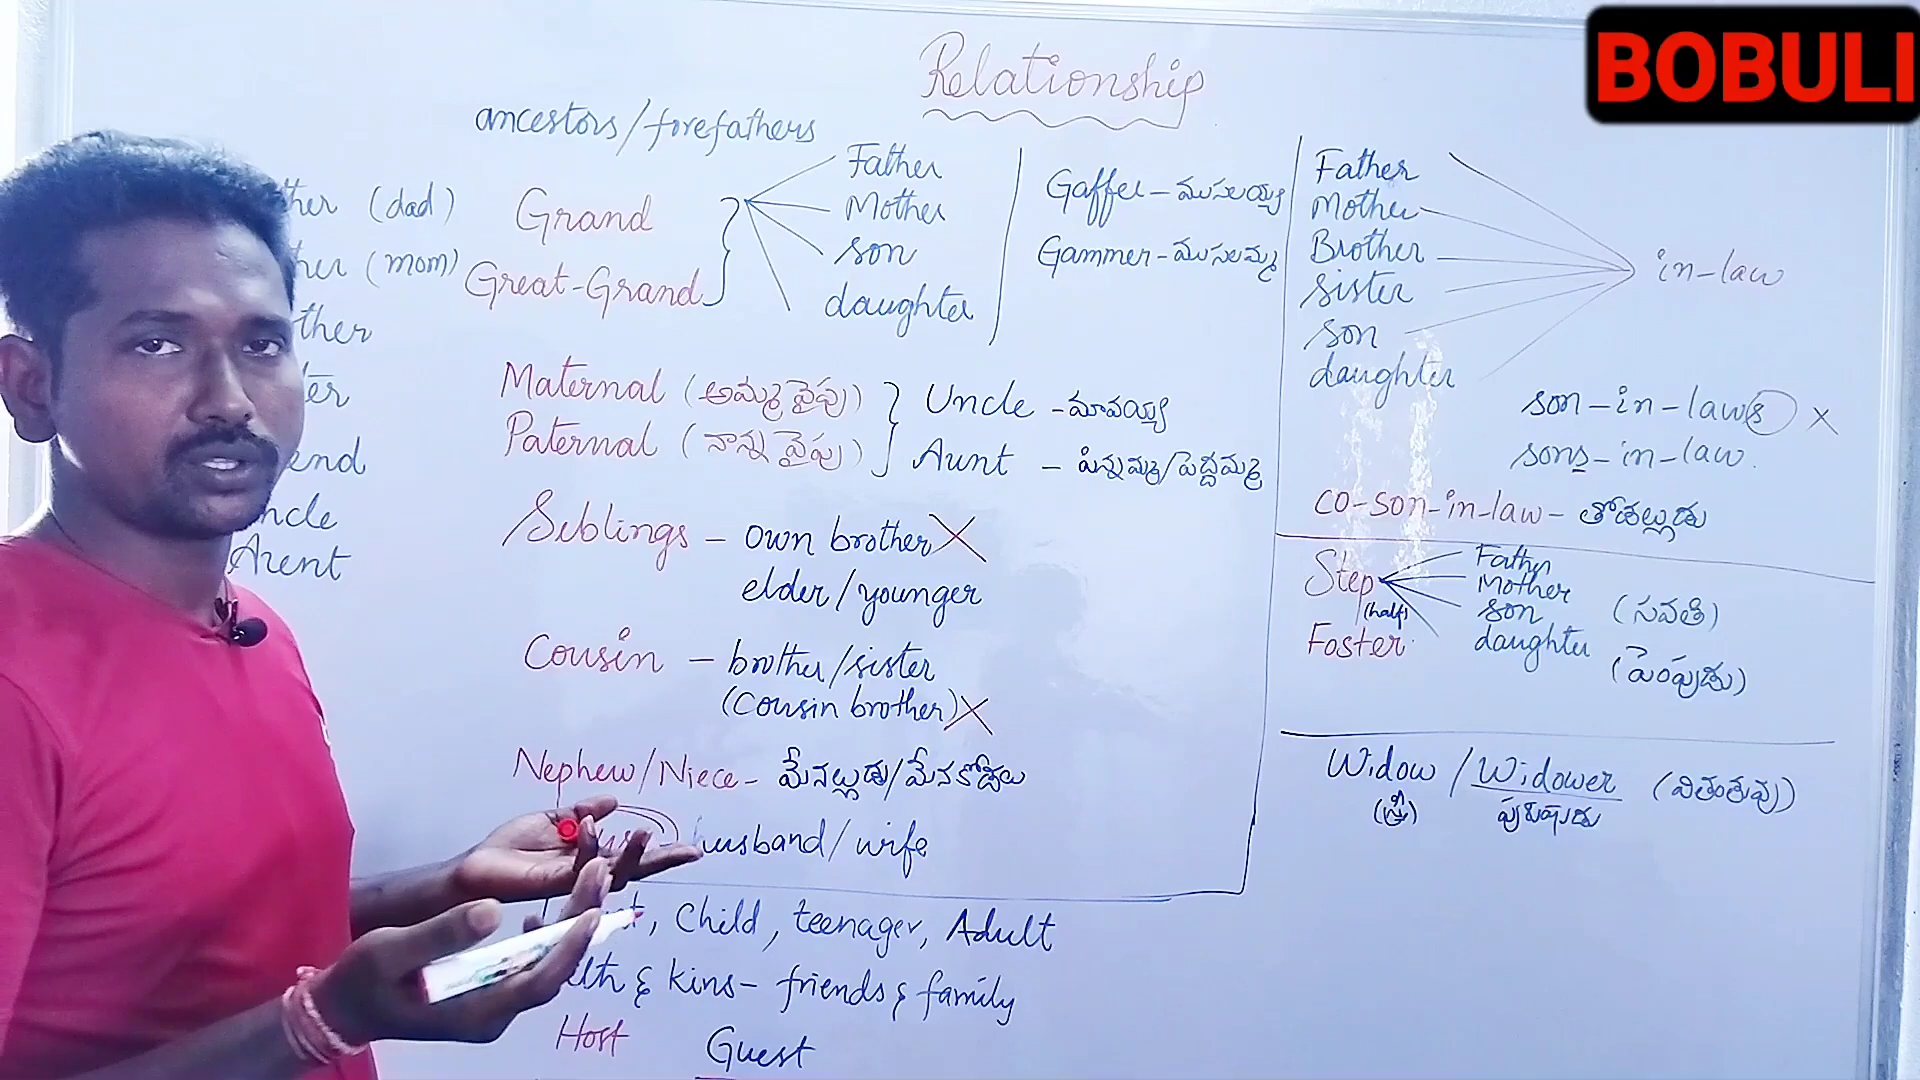 BOBULI
Relationship
ancestors/forefathers
(dad)
(mom)
Aunt
Grand
Great-Grand
Father
Mother
son
daughter
Gaffer - ముసలయ్య
Gammer - ముసలమ్మ
Maternal (అమ్మ వైపు)
Paternal (నాన్న వైపు)
Uncle - మావయ్య
Aunt - పిన్నమ్మ/పెద్దమ్మ
Siblings - own brother X
elder/younger
Cousin - brother/sister
(Cousin brother) X
Nephew/Niece - మేనల్లుడు/మేనకోడలు
husband/wife
, Child, teenager, Adult
& kins - friends & family
Host Guest
Father
Mother
Brother
sister
son
daughter
in-law
son-in-laws X
sons-in-law.
co-son-in-law - తోడల్లుడు
Step
(half)
Foster
Father
Mother
son
daughter
(సవతి)
(పెంపుడు)
Widow / Widower (వితంతువు)
(స్త్రీ) పురుషుడు